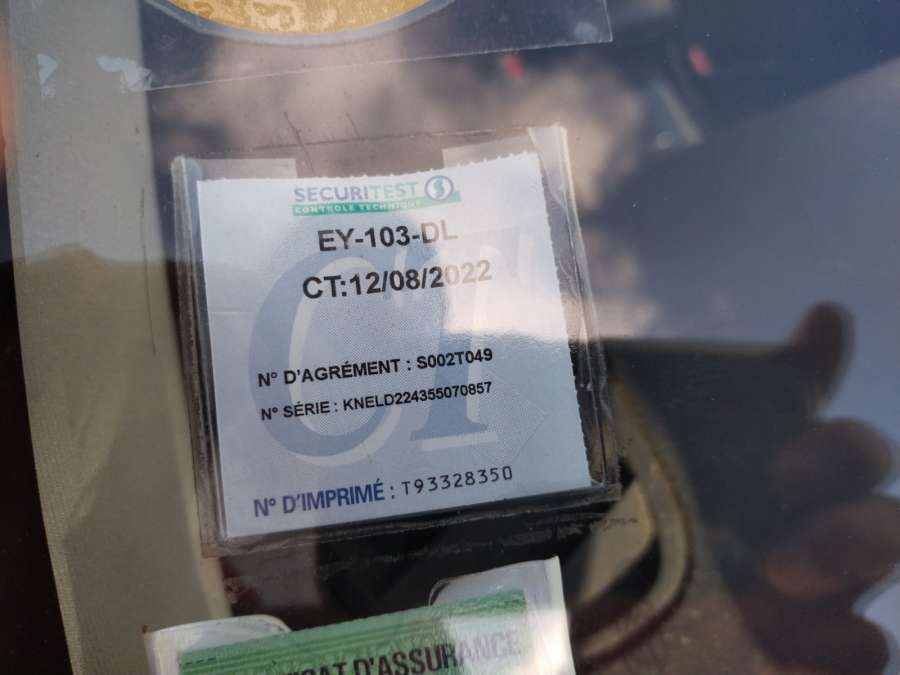 SECURITEST
CONTROLE TECHNIQUE
EY-103-DL
CT:12/08/2022
N° D'AGRÉMENT : S002T049
N° SÉRIE : KNELD224355070857
N° D'IMPRIMÉ : T93328350
D'ASSURANCE